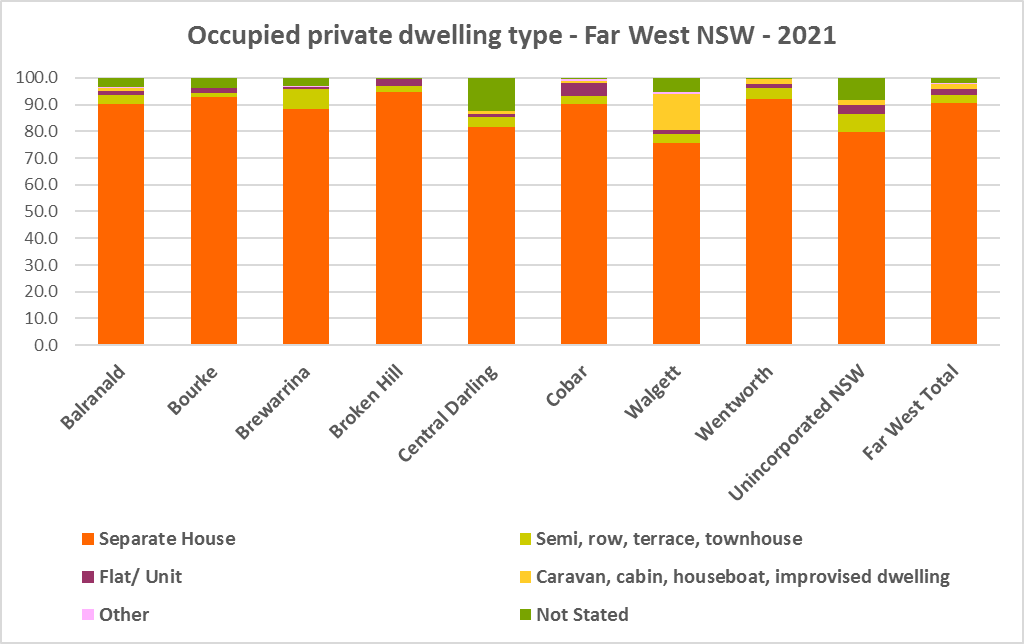 Occupied private dwelling type - Far West NSW - 2021
100.0
90.0
80.0
70.0
60.0
50.0
40.0
30.0
20.0
10.0
0.0
Balranald
Bourke
Brewarrina
Broken Hill
Central Darling
Cobar
Walgett
Wentworth
Unincorporated NSW
Far West Total
Separate House
Semi, row, terrace, townhouse
Flat/ Unit
Caravan, cabin, houseboat, improvised dwelling
Other
Not Stated